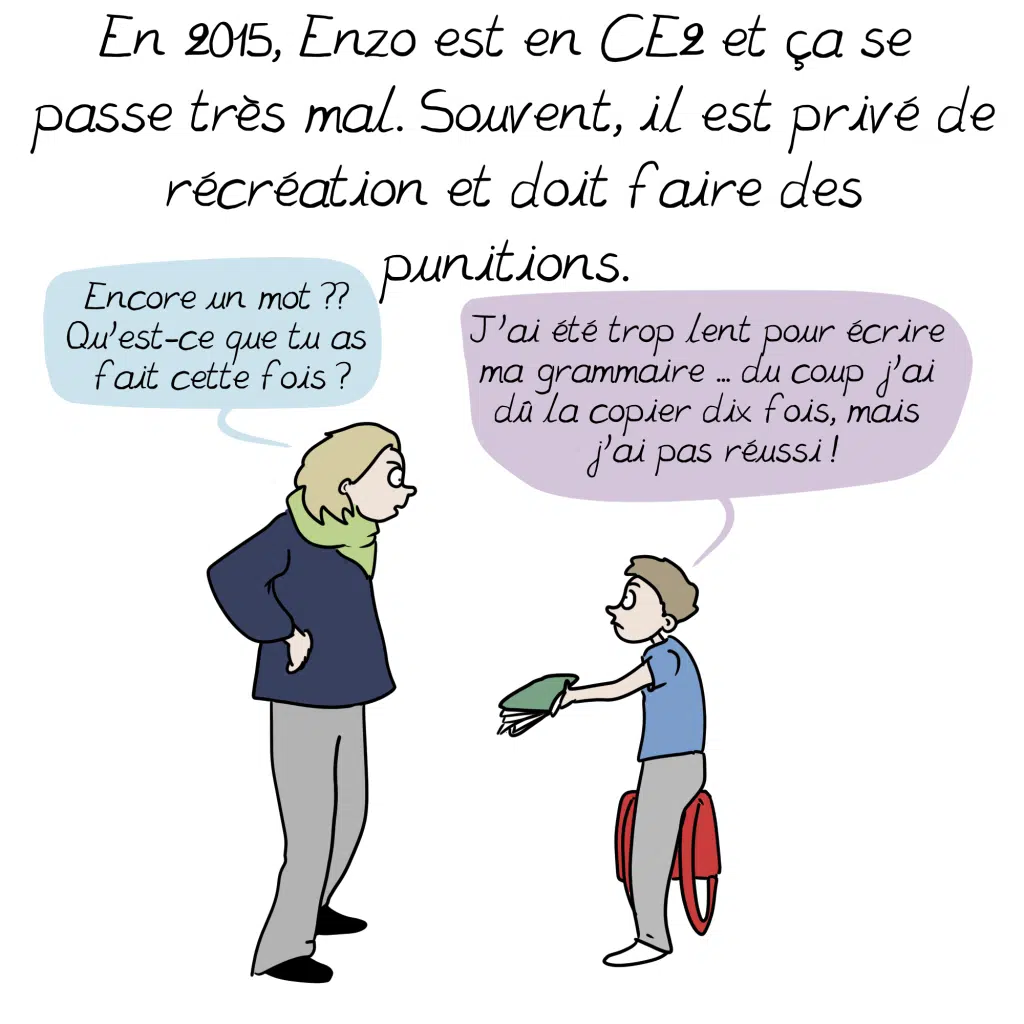 En 2015, Enzo est en CE2 et ça se
passe très mal. Souvent, il est privé de
récréation et doit faire des
punitions.
Encore un mot ??
Qu'est-ce que tu as
fait cette fois ?
J'ai été trop lent pour écrire
ma grammaire ... du coup j'ai
dû la copier dix fois, mais
j'ai pas réussi !